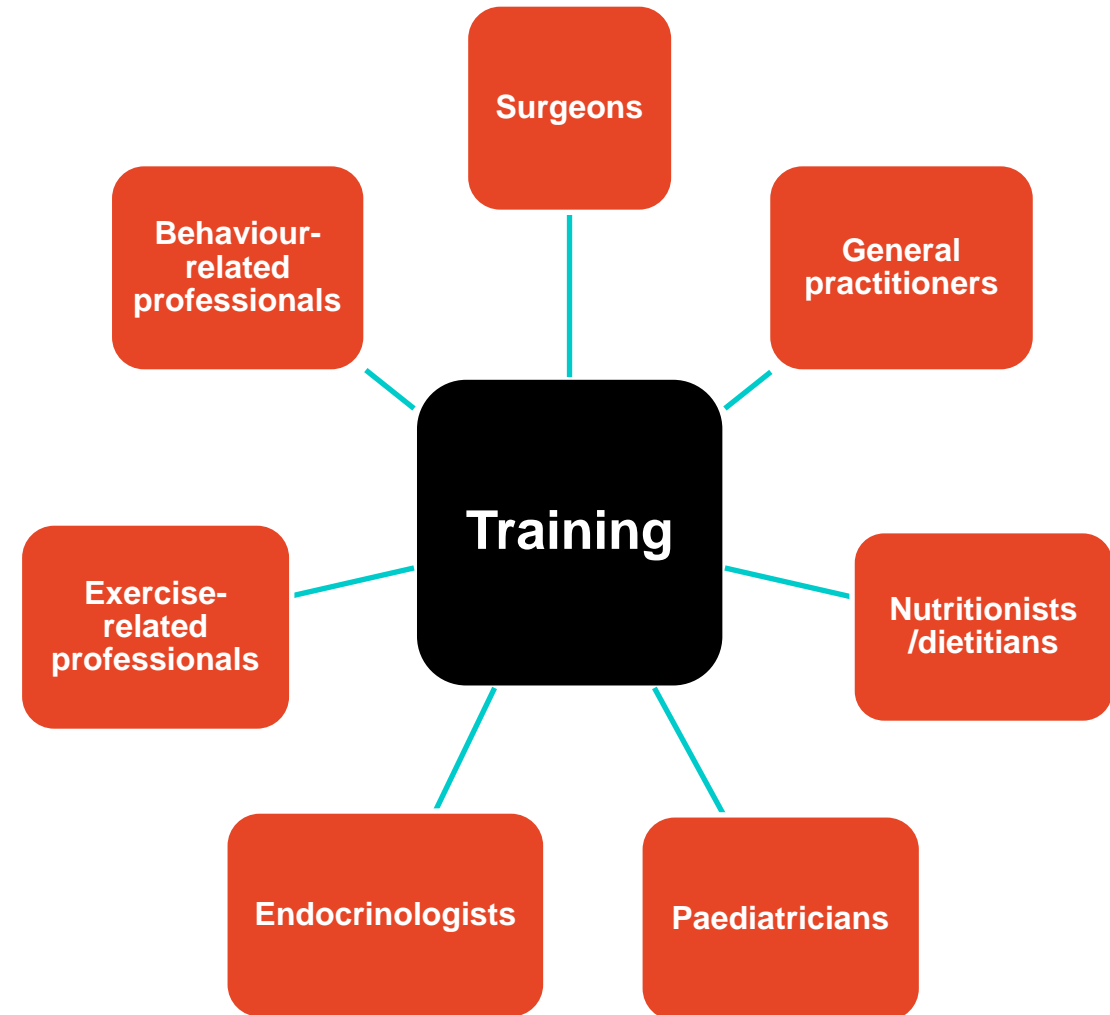 Surgeons
General
practitioners
Nutritionists
/dietitians
Paediatricians
Endocrinologists
Exercise-
related
professionals
Behaviour-
related
professionals
Training